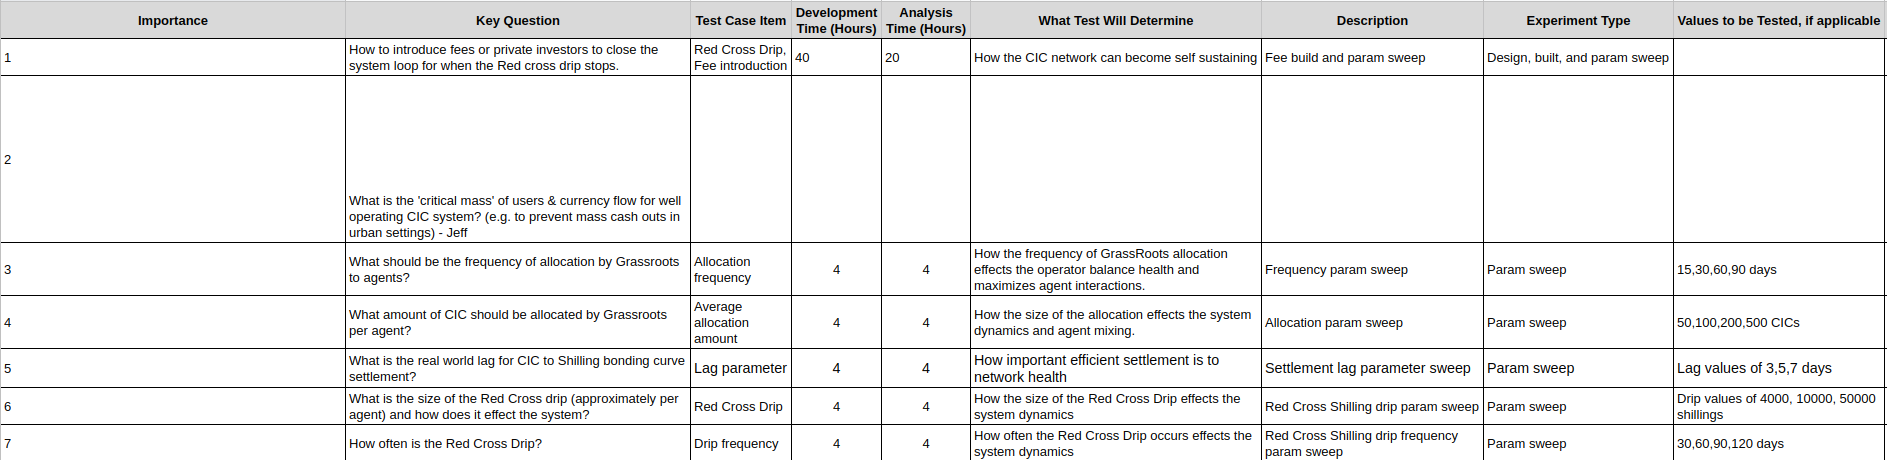 Importance
Key Question
Test Case Item
Development
Time (Hours)
Analysis
Time (Hours)
What Test Will Determine
Description
Experiment Type
Values to be Tested, if applicable
1
How to introduce fees or private investors to close the
system loop for when the Red cross drip stops.
Red Cross Drip,
Fee introduction
40
20
How the CIC network can become self sustaining
Fee build and param sweep
Design, built, and param sweep
2
What is the 'critical mass' of users & currency flow for well
operating CIC system? (e.g. to prevent mass cash outs in
urban settings) - Jeff
3
What should be the frequency of allocation by Grassroots
to agents?
Allocation
frequency
4
4
How the frequency of GrassRoots allocation
effects the operator balance health and
maximizes agent interactions.
Frequency param sweep
Param sweep
15,30,60,90 days
4
What amount of CIC should be allocated by Grassroots
per agent?
Average
allocation
amount
4
4
How the size of the allocation effects the system
dynamics and agent mixing.
Allocation param sweep
Param sweep
50,100,200,500 CICs
5
What is the real world lag for CIC to Shilling bonding curve
settlement?
Lag parameter
4
4
How important efficient settlement is to
network health
Settlement lag parameter sweep
Param sweep
Lag values of 3,5,7 days
6
What is the size of the Red Cross drip (approximately per
agent) and how does it effect the system?
Red Cross Drip
4
4
How the size of the Red Cross Drip effects the
system dynamics
Red Cross Shilling drip param sweep
Param sweep
Drip values of 4000, 10000, 50000
shillings
7
How often is the Red Cross Drip?
Drip frequency
4
4
How often the Red Cross Drip occurs effects the
system dynamics
Red Cross Shilling drip frequency
param sweep
Param sweep
30,60,90,120 days